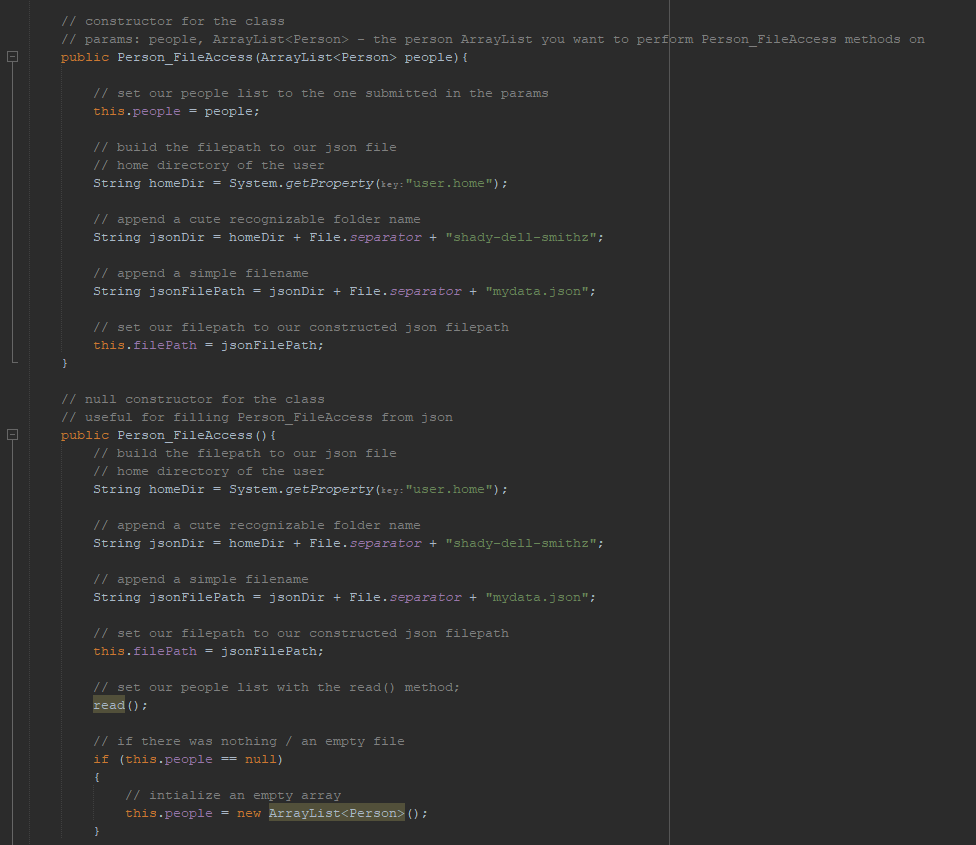 // constructor for the class
// params: people, ArrayList<Person> - the person ArrayList you want to perform Person_FileAccess methods on
public Person_FileAccess(ArrayList<Person> people){
// set our people list to the one submitted in the params
this.people = people;
// build the filepath to our json file
// home directory of the user
String homeDir = System.getProperty(key:"user.home");
// append a cute recognizable folder name
String jsonDir = homeDir + File.separator + "shady-dell-smithz";
// append a simple filename
String jsonFilePath = jsonDir + File.separator + "mydata.json";
// set our filepath to our constructed json filepath
this.filePath = jsonFilePath;
}
// null constructor for the class
// useful for filling Person_FileAccess from json
public Person_FileAccess(){
// build the filepath to our json file
// home directory of the user
String homeDir = System.getProperty(key:"user.home");
// append a cute recognizable folder name
String jsonDir = homeDir + File.separator + "shady-dell-smithz";
// append a simple filename
String jsonFilePath = jsonDir + File.separator + "mydata.json";
// set our filepath to our constructed json filepath
this.filePath = jsonFilePath;
// set our people list with the read() method;
read();
// if there was nothing / an empty file
if (this.people == null)
{
// intialize an empty array
this.people = new ArrayList<Person>();
}